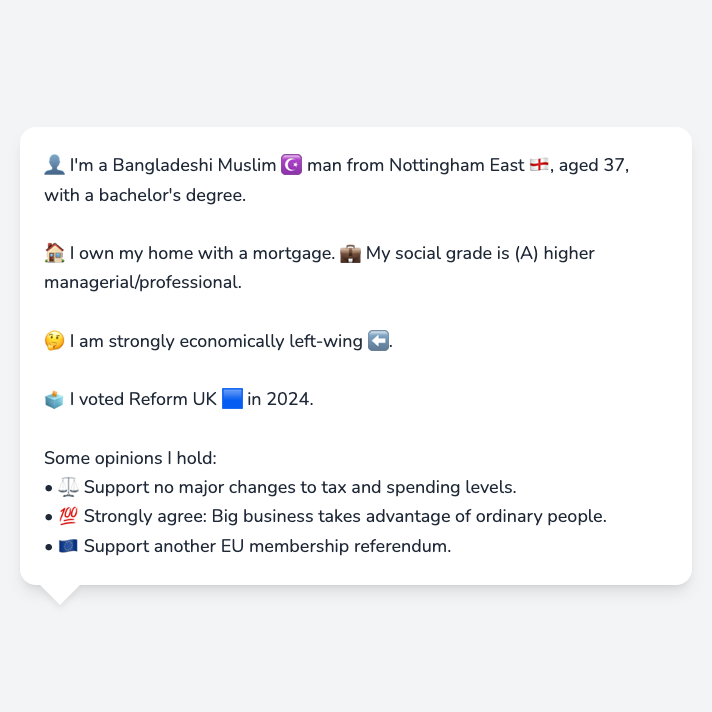 👤 I'm a Bangladeshi Muslim ☪️ man from Nottingham East 🏴󠁧󠁢󠁥󠁮󠁧󠁿, aged 37,
with a bachelor's degree.
🏠 I own my home with a mortgage. 💼 My social grade is (A) higher
managerial/professional.
🤔 I am strongly economically left-wing ⬅️.
🗳️ I voted Reform UK 🟦 in 2024.
Some opinions I hold:
• ⚖️ Support no major changes to tax and spending levels.
• 💯 Strongly agree: Big business takes advantage of ordinary people.
• 🇪🇺 Support another EU membership referendum.